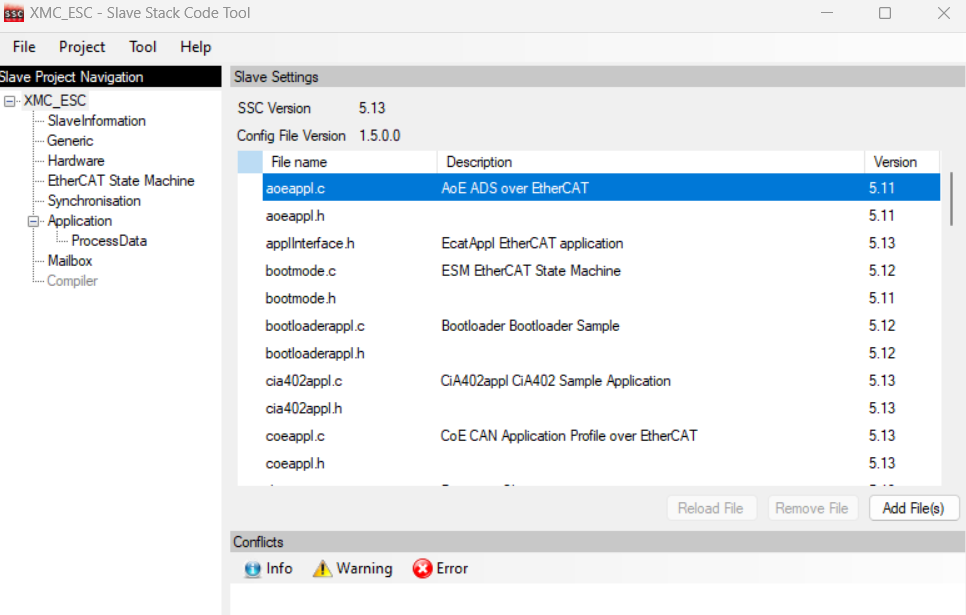 SSC XMC_ESC - Slave Stack Code Tool
File Project Tool Help
Slave Project Navigation
XMC_ESC
SlaveInformation
Generic
Hardware
EtherCAT State Machine
Synchronisation
Application
ProcessData
Mailbox
Compiler
Slave Settings
SSC Version 5.13
Config File Version 1.5.0.0
File name Description Version
aoeappl.c AoE ADS over EtherCAT 5.11
aoeappl.h 5.11
applInterface.h EcatAppl EtherCAT application 5.13
bootmode.c ESM EtherCAT State Machine 5.12
bootmode.h 5.11
bootloaderappl.c Bootloader Bootloader Sample 5.12
bootloaderappl.h 5.12
cia402appl.c CiA402appl CiA402 Sample Application 5.13
cia402appl.h 5.13
coeappl.c CoE CAN Application Profile over EtherCAT 5.13
coeappl.h 5.13
Reload File Remove File Add File(s)
Conflicts
Info Warning Error